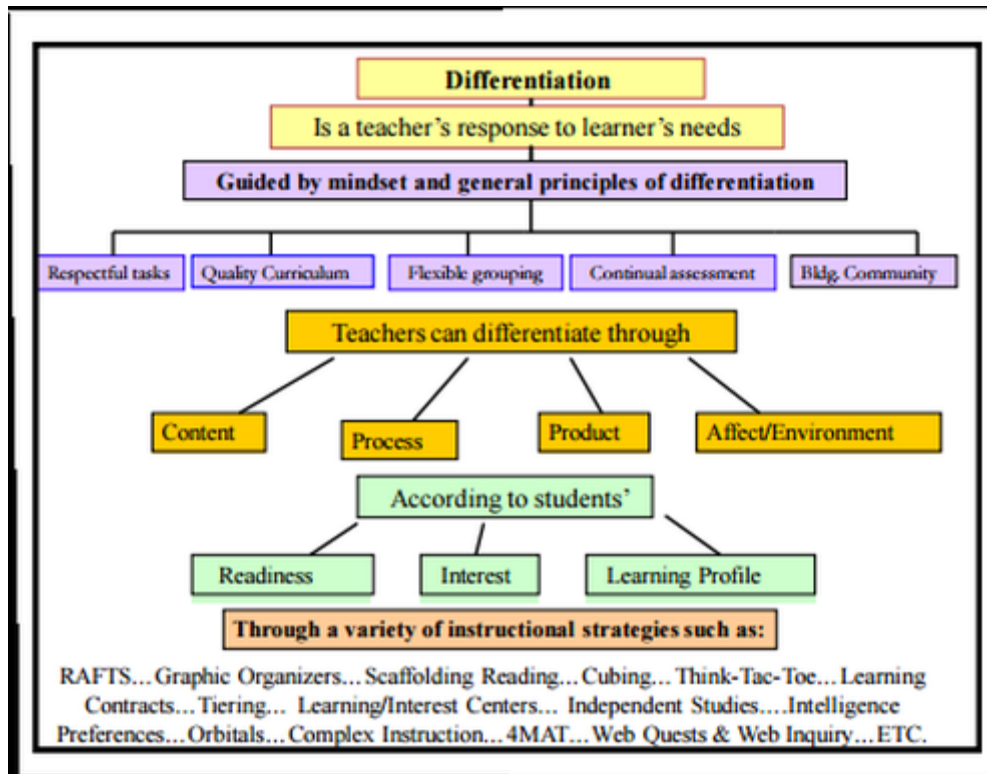 Differentiation
Is a teacher's response to learner's needs
Guided by mindset and general principles of differentiation
Respectful tasks
Quality Curriculum
Flexible grouping
Continual assessment
Bldg. Community
Teachers can differentiate through
Content
Process
Product
Affect/Environment
According to students'
Readiness
Interest
Learning Profile
Through a variety of instructional strategies such as:
RAFTS...Graphic Organizers...Scaffolding Reading...Cubing...Think-Tac-Toe...Learning
Contracts...Tiering... Learning/Interest Centers... Independent Studies....Intelligence
Preferences...Orbitals...Complex Instruction...4MAT...Web Quests & Web Inquiry...ETC.